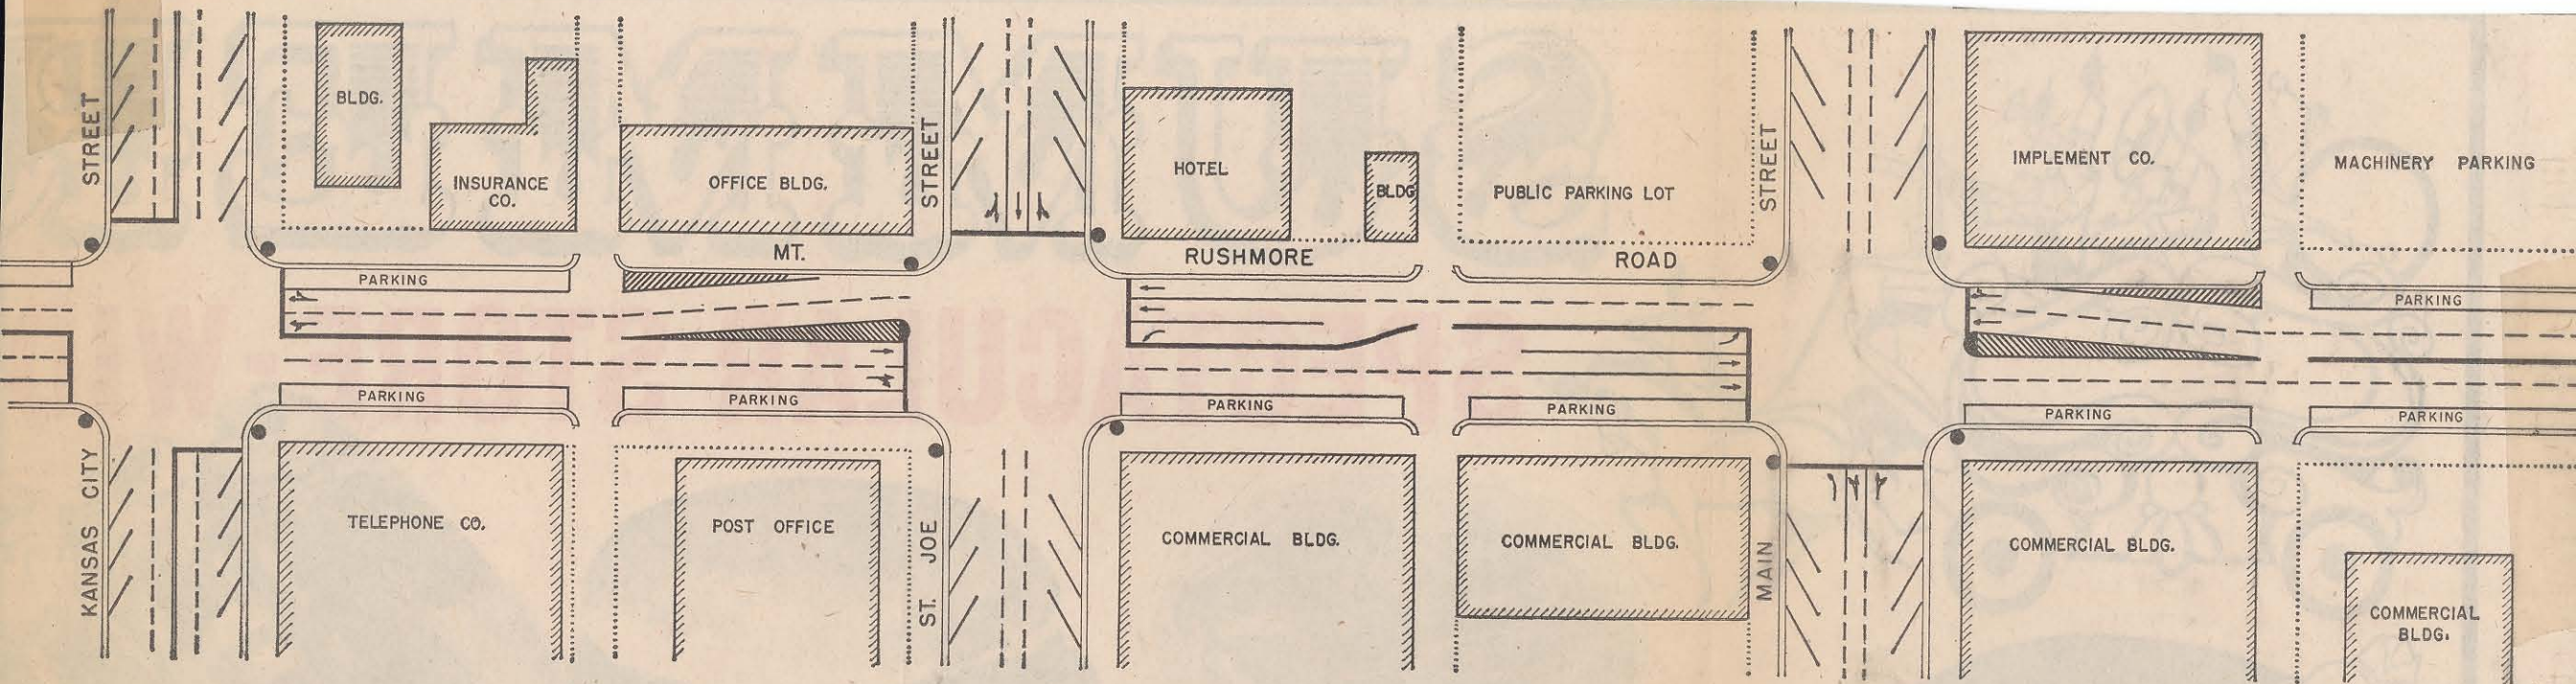 STREET
BLDG.
INSURANCE
CO.
OFFICE BLDG.
STREET
HOTEL
BLDG
PUBLIC PARKING LOT
STREET
IMPLEMENT CO.
MACHINERY PARKING
MT. RUSHMORE ROAD
PARKING
PARKING
PARKING
PARKING
PARKING
PARKING
PARKING
PARKING
KANSAS CITY
TELEPHONE CO.
POST OFFICE
ST. JOE
COMMERCIAL BLDG.
COMMERCIAL BLDG.
MAIN
COMMERCIAL BLDG.
COMMERCIAL
BLDG.